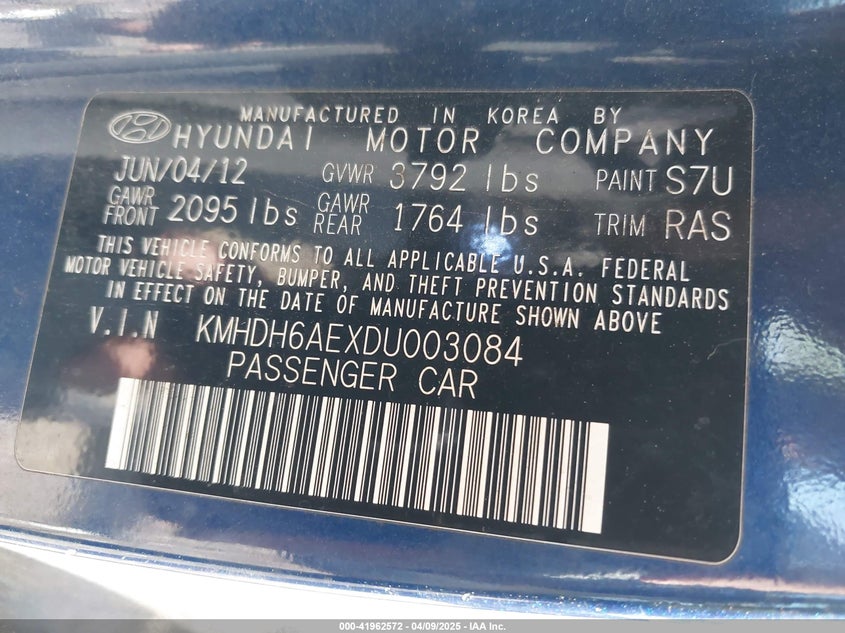 MANUFACTURED IN KOREA BY
HYUNDAI MOTOR COMPANY
JUN/04/12 GVWR 3792 lbs PAINT S7U
GAWR FRONT 2095 lbs GAWR REAR 1764 lbs TRIM RAS
THIS VEHICLE CONFORMS TO ALL APPLICABLE U.S.A. FEDERAL
MOTOR VEHICLE SAFETY, BUMPER, AND THEFT PREVENTION STANDARDS
IN EFFECT ON THE DATE OF MANUFACTURE SHOWN ABOVE
V.I.N KMHDH6AEXDU003084
PASSENGER CAR
000-41962572 - 04/09/2025 - IAA Inc.